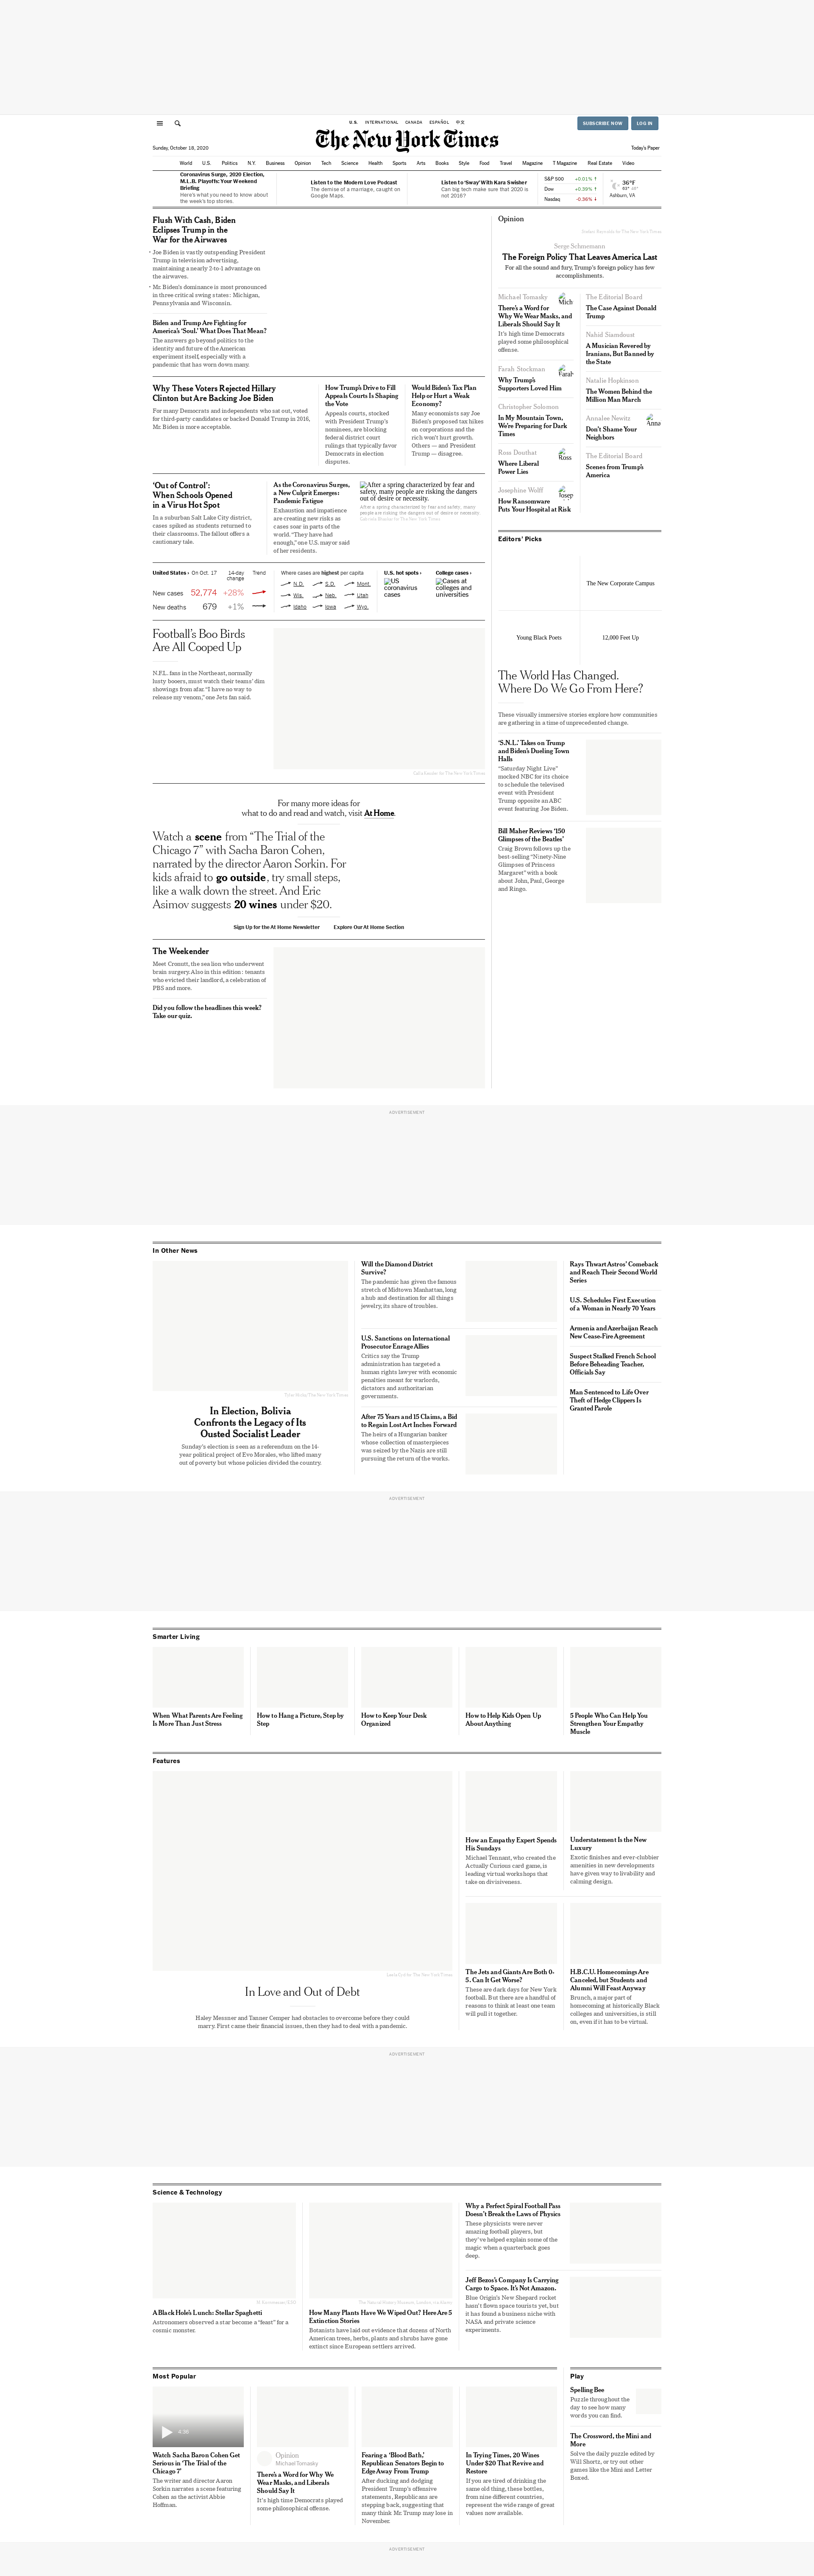 U.S. INTERNATIONAL CANADA ESPAÑOL 中文
SUBSCRIBE NOW
LOG IN
The New York Times
Sunday, October 18, 2020
Today's Paper
World U.S. Politics N.Y. Business Opinion Tech Science Health Sports Arts Books Style Food Travel Magazine T Magazine Real Estate Video
Coronavirus Surge, 2020 Election,
M.L.B. Playoffs: Your Weekend
Briefing
Here's what you need to know about
the week's top stories.
Listen to the Modern Love Podcast
The demise of a marriage, caught on
Google Maps.
Listen to 'Sway' With Kara Swisher
Can big tech make sure that 2020 is
not 2016?
S&P 500 +0.01% ↑
Dow +0.39% ↑
Nasdaq -0.36% ↓
36°F
Ashburn, VA
Flush With Cash, Biden
Eclipses Trump in the
War for the Airwaves
• Joe Biden is vastly outspending President
Trump in television advertising,
maintaining a nearly 2-to-1 advantage on
the airwaves.
• Mr. Biden's dominance is most pronounced
in three critical swing states: Michigan,
Pennsylvania and Wisconsin.
Biden and Trump Are Fighting for
America's 'Soul.' What Does That Mean?
The answers go beyond politics to the
identity and future of the American
experiment itself, especially with a
pandemic that has worn down many.
Why These Voters Rejected Hillary
Clinton but Are Backing Joe Biden
For many Democrats and independents who sat out, voted
for third-party candidates or backed Donald Trump in 2016,
Mr. Biden is more acceptable.
How Trump's Drive to Fill
Appeals Courts Is Shaping
the Vote
Appeals courts, stocked
with President Trump's
nominees, are blocking
federal district court
rulings that typically favor
Democrats in election
disputes.
Would Biden's Tax Plan
Help or Hurt a Weak
Economy?
Many economists say Joe
Biden's proposed tax hikes
on corporations and the
rich won't hurt growth.
Others — and President
Trump — disagree.
'Out of Control':
When Schools Opened
in a Virus Hot Spot
In a suburban Salt Lake City district,
cases spiked as students returned to
their classrooms. The fallout offers a
cautionary tale.
As the Coronavirus Surges,
a New Culprit Emerges:
Pandemic Fatigue
Exhaustion and impatience
are creating new risks as
cases soar in parts of the
world. "They have had
enough," one U.S. mayor said
of her residents.
After a spring characterized by fear and
safety, many people are risking the dangers
out of desire or necessity.
After a spring characterized by fear and safety, many
people are risking the dangers out of desire or necessity.
United States › On Oct. 17 14-day
change Trend
New cases 52,774 +28%
New deaths 679 +1%
Where cases are highest per capita
N.D. S.D. Mont.
Wis. Neb. Utah
Idaho Iowa Wyo.
U.S. hot spots ›
US
coronavirus
cases
College cases ›
Cases at
colleges and
universities
Football's Boo Birds
Are All Cooped Up
N.F.L. fans in the Northeast, normally
lusty booers, must watch their teams' dim
showings from afar. "I have no way to
release my venom," one Jets fan said.
For many more ideas for
what to do and read and watch, visit At Home.
Watch a scene from "The Trial of the
Chicago 7" with Sacha Baron Cohen,
narrated by the director Aaron Sorkin. For
kids afraid to go outside, try small steps,
like a walk down the street. And Eric
Asimov suggests 20 wines under $20.
Sign Up for the At Home Newsletter
Explore Our At Home Section
The Weekender
Did you follow the headlines this week?
Take our quiz.
Opinion
Serge Schmemann
The Foreign Policy That Leaves America Last
For all the sound and fury, Trump's foreign policy has few
accomplishments.
Michael Tomasky
Mich
There's a Word for
Why We Wear Masks, and
Liberals Should Say It
It's high time Democrats
played some philosophical
offense.
Farah Stockman
Farah
Why Trump's
Supporters Loved Him
Christopher Solomon
In My Mountain Town,
We're Preparing for Dark
Times
Ross Douthat
Ross
Where Liberal
Power Lies
Josephine Wolff
Josep
How Ransomware
Puts Your Hospital at Risk
The Editorial Board
The Case Against Donald
Trump
Nahid Siamdoust
A Musician Revered by
Iranians, But Banned by
the State
Natalie Hopkinson
The Women Behind the
Million Man March
Annalee Newitz
Anna
Don't Shame Your
Neighbors
The Editorial Board
Scenes from Trump's
America
Editors' Picks
The New Corporate Campus
Young Black Poets
12,000 Feet Up
The World Has Changed.
Where Do We Go From Here?
These visually immersive stories explore how communities
are gathering in a time of unprecedented change.
'S.N.L.' Takes on Trump
and Biden's Dueling Town
Halls
"Saturday Night Live"
mocked NBC for its choice
to schedule the televised
event with President
Trump opposite an ABC
event featuring Joe Biden.
Bill Maher Reviews '150
Glimpses of the Beatles'
Craig Brown follows up the
best-selling "Ninety-Nine
Glimpses of Princess
Margaret" with a book
about John, Paul, George
and Ringo.
ADVERTISEMENT
In Other News
In Election, Bolivia
Confronts the Legacy of Its
Ousted Socialist Leader
Sunday's election is seen as a referendum on the 14-
year political project of Evo Morales, who lifted many
out of poverty but whose policies divided the country.
Will the Diamond District
Survive?
The pandemic has given the famous
stretch of Midtown Manhattan, long
a hub and destination for all things
jewelry, its share of troubles.
U.S. Sanctions on International
Prosecutor Enrage Allies
Critics say the Trump
administration has targeted a
human rights lawyer with economic
penalties meant for warlords,
dictators and authoritarian
governments.
After 75 Years and 15 Claims, a Bid
to Regain Lost Art Inches Forward
The heirs of a Hungarian banker
whose collection of masterpieces
was seized by the Nazis are still
pursuing the return of the works.
Rays Thwart Astros' Comeback
and Reach Their Second World
Series
U.S. Schedules First Execution
of a Woman in Nearly 70 Years
Armenia and Azerbaijan Reach
New Cease-Fire Agreement
Suspect Stalked French School
Before Beheading Teacher,
Officials Say
Man Sentenced to Life Over
Theft of Hedge Clippers Is
Granted Parole
ADVERTISEMENT
Smarter Living
When What Parents Are Feeling
Is More Than Just Stress
How to Hang a Picture, Step by
Step
How to Keep Your Desk
Organized
How to Help Kids Open Up
About Anything
5 People Who Can Help You
Strengthen Your Empathy
Muscle
Features
In Love and Out of Debt
Haley Messner and Tanner Cemper had obstacles to overcome before they could
marry. First came their financial issues, then they had to deal with a pandemic.
How an Empathy Expert Spends
His Sundays
Michael Tennant, who created the
Actually Curious card game, is
leading virtual workshops that
take on divisiveness.
Understatement Is the New
Luxury
Exotic finishes and ever-clubbier
amenities in new developments
have given way to livability and
calming design.
The Jets and Giants Are Both 0-
5. Can It Get Worse?
These are dark days for New York
football. But there are a handful of
reasons to think at least one team
will pull it together.
H.B.C.U. Homecomings Are
Canceled, but Students and
Alumni Will Feast Anyway
Brunch, a major part of
homecoming at historically Black
colleges and universities, is still
on, even if it has to be virtual.
ADVERTISEMENT
Science & Technology
A Black Hole's Lunch: Stellar Spaghetti
Astronomers observed a star become a "feast" for a
cosmic monster.
How Many Plants Have We Wiped Out? Here Are 5
Extinction Stories
Botanists have laid out evidence that dozens of North
American trees, herbs, plants and shrubs have gone
extinct since European settlers arrived.
Why a Perfect Spiral Football Pass
Doesn't Break the Laws of Physics
These physicists were never
amazing football players, but
they've helped explain some of the
magic when a quarterback goes
deep.
Jeff Bezos's Company Is Carrying
Cargo to Space. It's Not Amazon.
Blue Origin's New Shepard rocket
hasn't flown space tourists yet, but
it has found a business niche with
NASA and private science
experiments.
Most Popular
4:36
Watch Sacha Baron Cohen Get
Serious in 'The Trial of the
Chicago 7'
The writer and director Aaron
Sorkin narrates a scene featuring
Cohen as the activist Abbie
Hoffman.
Opinion
Michael Tomasky
There's a Word for Why We
Wear Masks, and Liberals
Should Say It
It's high time Democrats played
some philosophical offense.
Fearing a 'Blood Bath,'
Republican Senators Begin to
Edge Away From Trump
After ducking and dodging
President Trump's offensive
statements, Republicans are
stepping back, suggesting that
many think Mr. Trump may lose in
November.
In Trying Times, 20 Wines
Under $20 That Revive and
Restore
If you are tired of drinking the
same old thing, these bottles,
from nine different countries,
represent the wide range of great
values now available.
Play
Spelling Bee
Puzzle throughout the
day to see how many
words you can find.
The Crossword, the Mini and
More
Solve the daily puzzle edited by
Will Shortz, or try out other
games like the Mini and Letter
Boxed.
ADVERTISEMENT